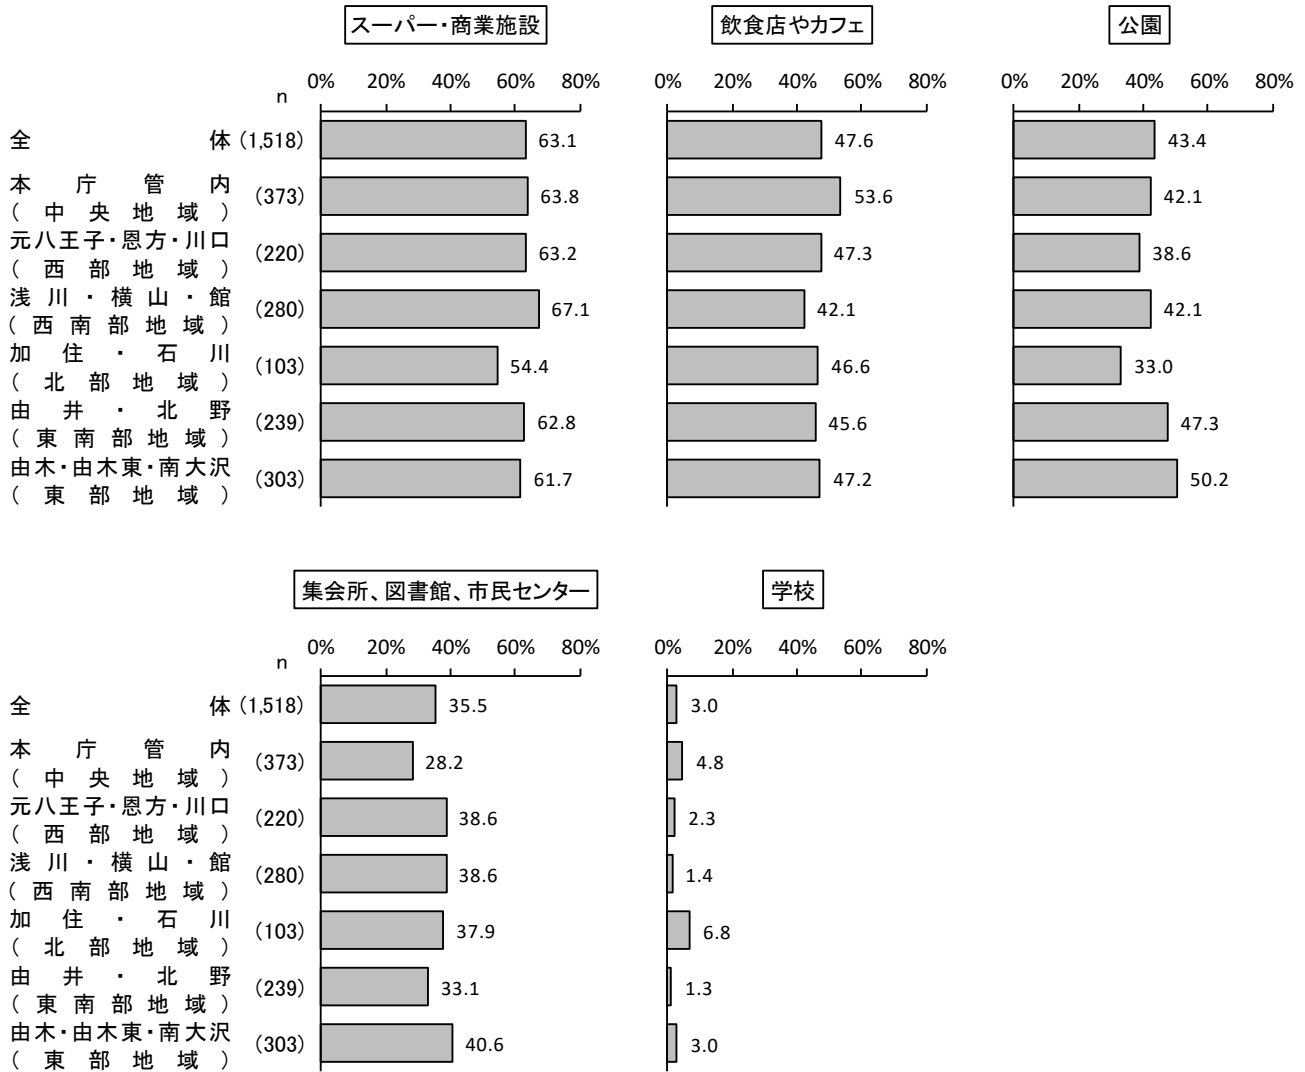 スーパー・商業施設 飲食店やカフェ 公園
0% 20% 40% 60% 80% 0% 20% 40% 60% 80% 0% 20% 40% 60% 80%
n
全体 (1,518) 63.1 47.6 43.4
本庁管内
(中央地域) (373) 63.8 53.6 42.1
元八王子・恩方・川口
(西部地域) (220) 63.2 47.3 38.6
浅川・横山・館
(西南部地域) (280) 67.1 42.1 42.1
加住・石川
(北部地域) (103) 54.4 46.6 33.0
由井・北野
(東南部地域) (239) 62.8 45.6 47.3
由木・由木東・南大沢
(東部地域) (303) 61.7 47.2 50.2
集会所、図書館、市民センター 学校
0% 20% 40% 60% 80% 0% 20% 40% 60% 80%
n
全体 (1,518) 35.5 3.0
本庁管内
(中央地域) (373) 28.2 4.8
元八王子・恩方・川口
(西部地域) (220) 38.6 2.3
浅川・横山・館
(西南部地域) (280) 38.6 1.4
加住・石川
(北部地域) (103) 37.9 6.8
由井・北野
(東南部地域) (239) 33.1 1.3
由木・由木東・南大沢
(東部地域) (303) 40.6 3.0